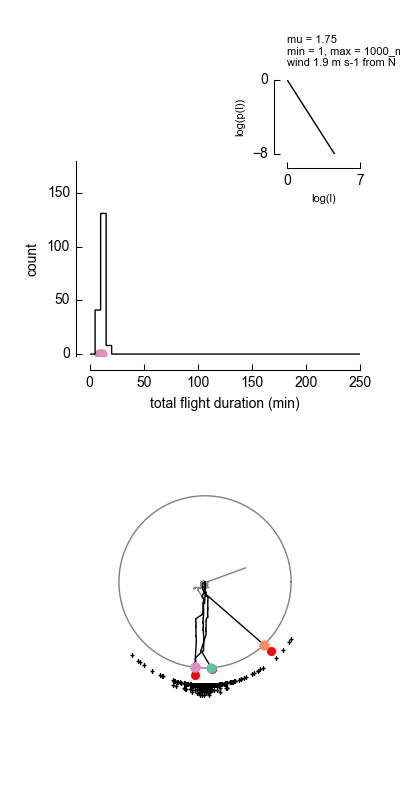 mu = 1.75
min = 1, max = 1000_m
wind 1.9 m s-1 from N
0
log(p(l))
−8
0
7
log(l)
150
100
50
0
count
0
50
100
150
200
250
total flight duration (min)